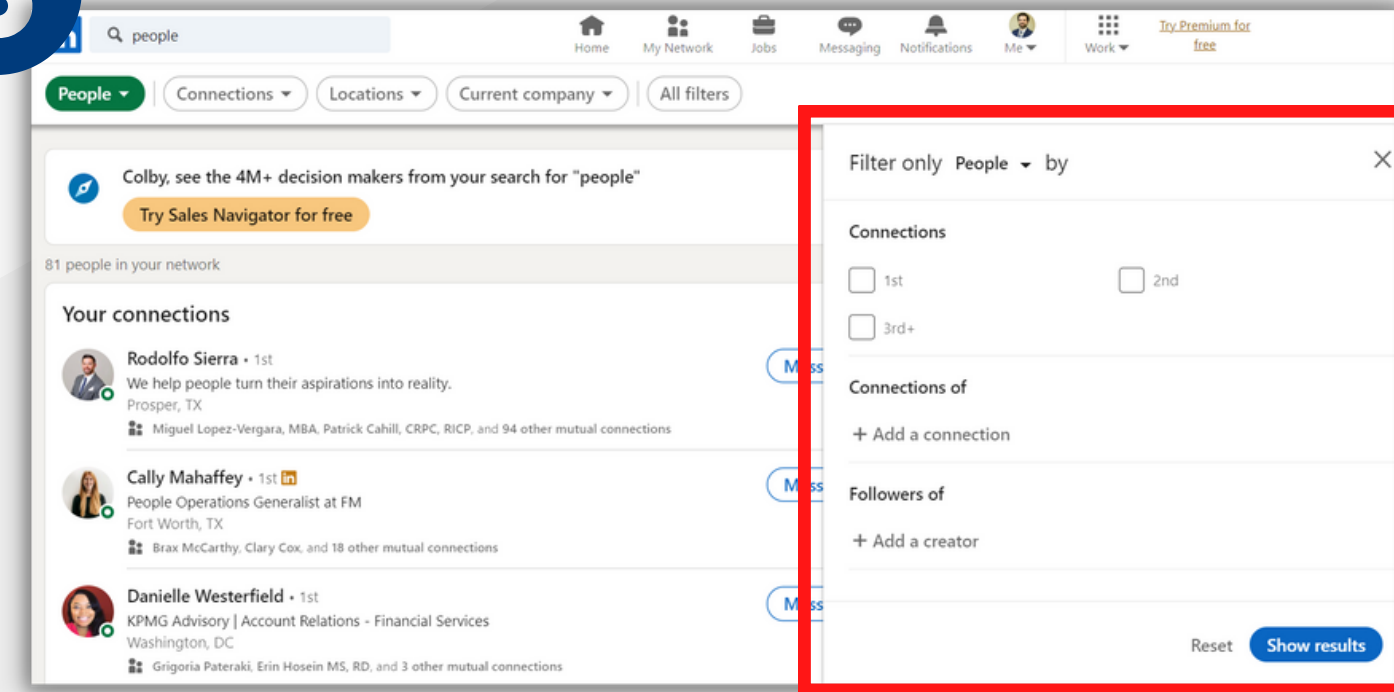 people
Home
My Network
Jobs
Messaging
Notifications
Me
Work
Try Premium for
free
People
Connections
Locations
Current company
All filters
Colby, see the 4M+ decision makers from your search for "people"
Try Sales Navigator for free
81 people in your network
Your connections
Rodolfo Sierra • 1st
We help people turn their aspirations into reality.
Prosper, TX
Miguel Lopez-Vergara, MBA, Patrick Cahill, CRPC, RICP, and 94 other mutual connections
Cally Mahaffey • 1st in
People Operations Generalist at FM
Fort Worth, TX
Brax McCarthy, Clary Cox, and 18 other mutual connections
Danielle Westerfield • 1st
KPMG Advisory | Account Relations - Financial Services
Washington, DC
Grigoria Pateraki, Erin Hosein MS, RD, and 3 other mutual connections
Filter only People by
Connections
1st
2nd
3rd+
Connections of
+ Add a connection
Followers of
+ Add a creator
Reset
Show results